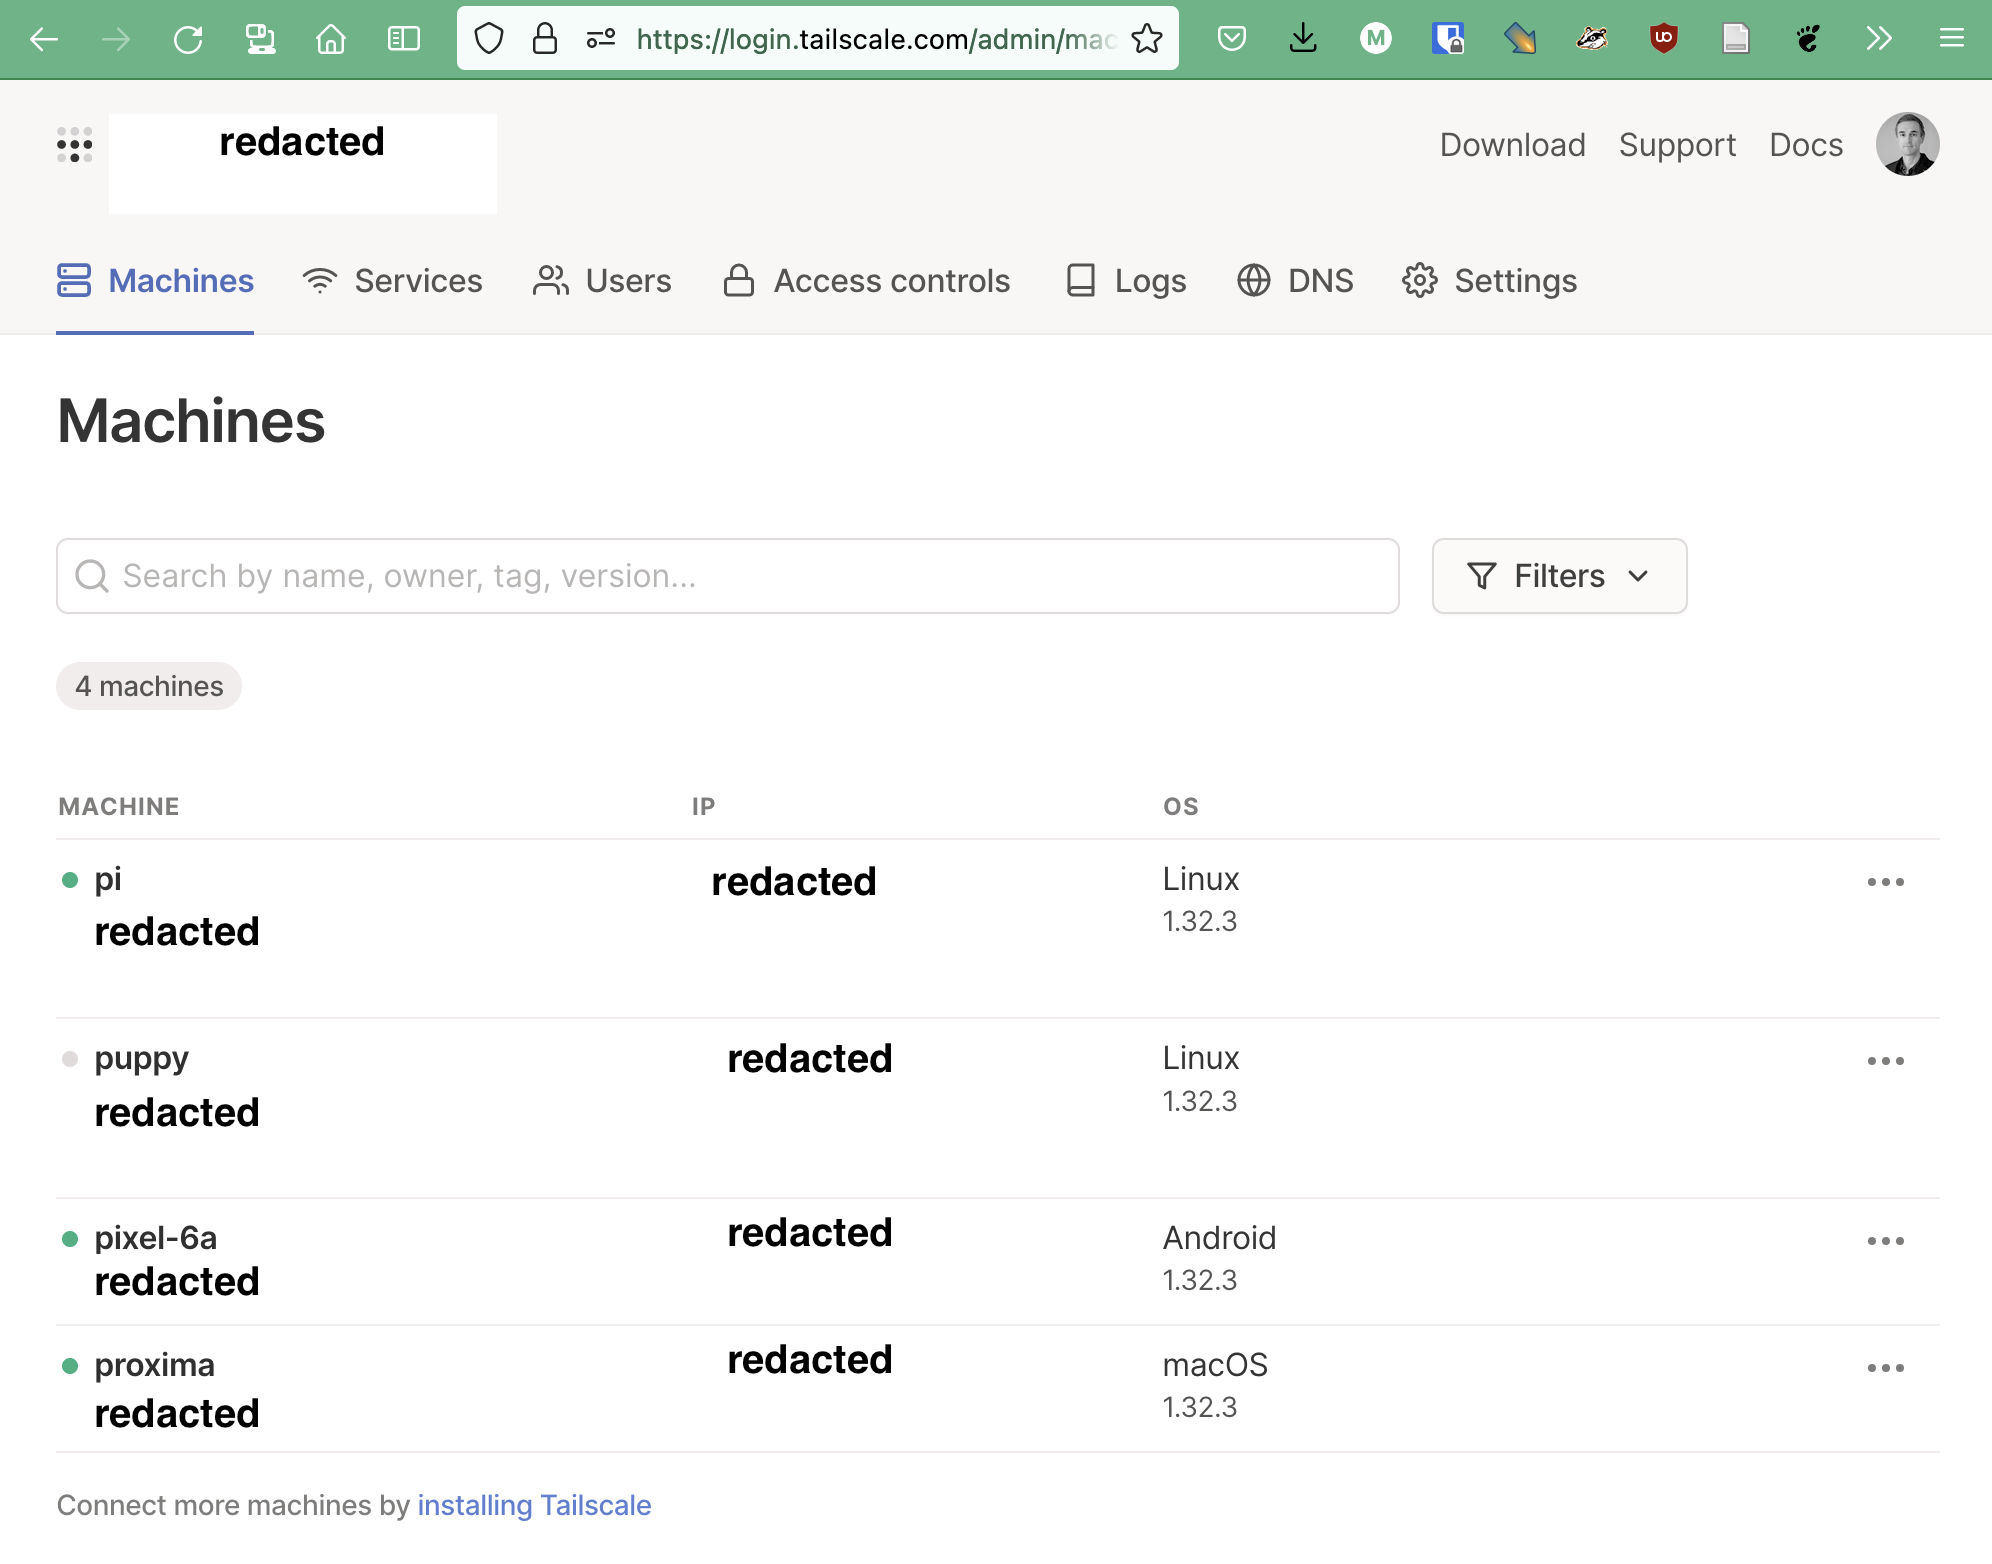 https://login.tailscale.com/admin/mac
M
redacted
Download Support Docs
Machines Services Users Access controls Logs DNS Settings
Machines
Search by name, owner, tag, version...
Filters
4 machines
MACHINE IP OS
pi redacted Linux
redacted 1.32.3
puppy redacted Linux
redacted 1.32.3
pixel-6a redacted Android
redacted 1.32.3
proxima redacted macOS
redacted 1.32.3
Connect more machines by installing Tailscale